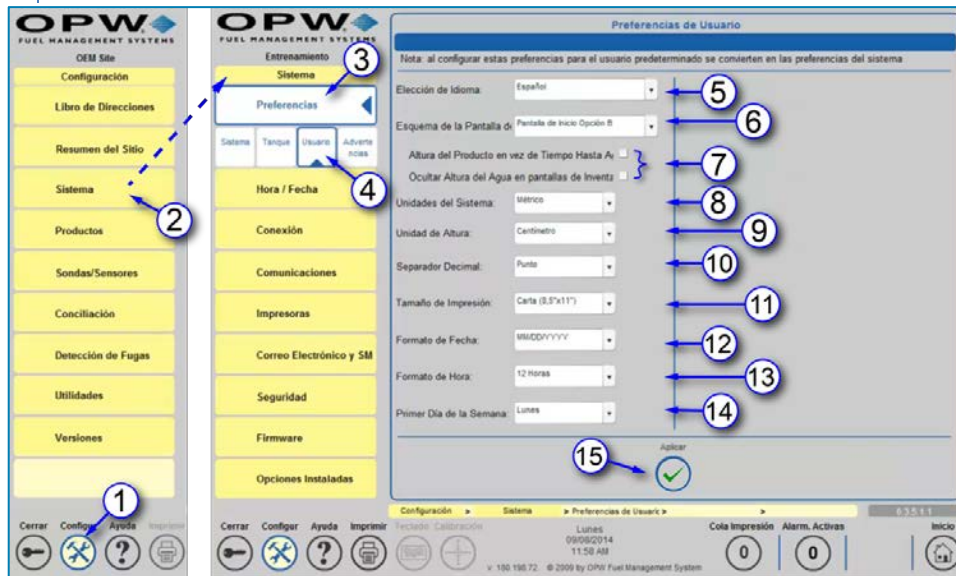 OPW
FUEL MANAGEMENT SYSTEMS
OEM Site
Configuración
Libro de Direcciones
Resumen del Sitio
Sistema
2
Productos
Sondas/Sensores
Conciliación
Detección de Fugas
Utilidades
Versiones
1
Cerrar Configur Ayuda Imprimir
OPW
FUEL MANAGEMENT SYSTEMS
Entrenamiento
3
Sistema
Preferencias
Sistema Tanque Usuario Adverte
ncias
4
Hora / Fecha
Conexión
Comunicaciones
Impresoras
Correo Electrónico y SM
Seguridad
Firmware
Opciones Instaladas
Cerrar Configur Ayuda Imprimir
Preferencias de Usuario
Nota: al configurar estas preferencias para el usuario predeterminado se convierten en las preferencias del sistema
Elección de Idioma: Español 5
Esquema de la Pantalla de Pantalla de Inicio Opción B 6
Altura del Producto en vez de Tiempo Hasta
Ocultar Altura del Agua en pantallas de Inventa
7
Unidades del Sistema: Métrico 8
Unidad de Altura: Centímetro 9
Separador Decimal: Punto 10
Tamaño de Impresión: Carta (8,5"x11") 11
Formato de Fecha: MM/DD/YYYY 12
Formato de Hora: 12 Horas 13
Primer Día de la Semana: Lunes 14
Aplicar
15
Configuración > Sistema > Preferencias de Usuario > >
Teclado Calibración
Lunes
09/08/2014
11:58 AM
Cola Impresión Alarm. Activas Inicio
0 0
© 2009 by OPW Fuel Management System